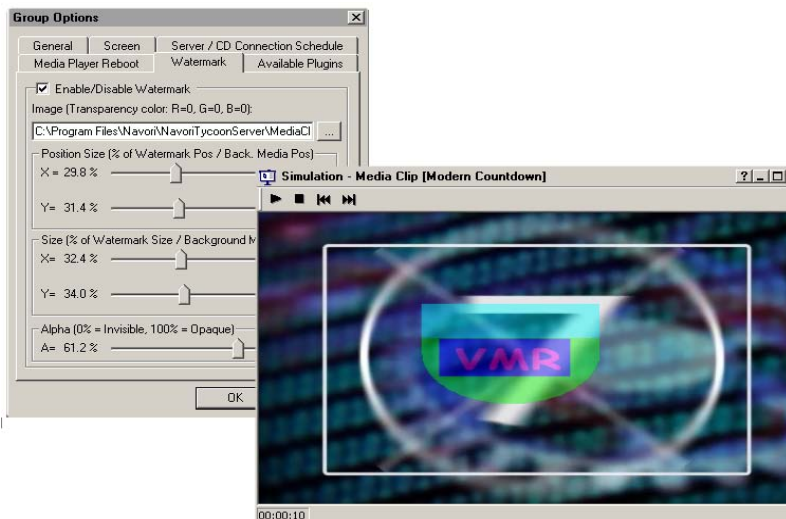 Group Options
General Screen Server / CD Connection Schedule
Media Player Reboot Watermark Available Plugins
Enable/Disable Watermark
Image (Transparency color: R=0, G=0, B=0):
C:\Program Files\Navori\NavoriTycoonServer\MediaCl ...
Position Size (% of Watermark Pos / Back. Media Pos)
X = 29.8 %
Y= 31.4 %
Size (% of Watermark Size / Background M
X= 32.4 %
Y= 34.0 %
Alpha (0% = Invisible, 100% = Opaque)
A= 61.2 %
OK
Simulation - Media Clip [Modern Countdown]
7
VMR
00:00:10